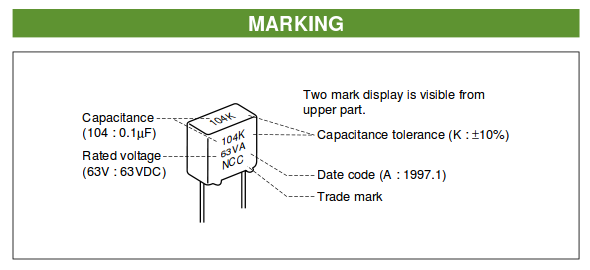 MARKING
Two mark display is visible from
upper part.
Capacitance
(104 : 0.1μF)
Rated voltage
(63V : 63VDC)
104K
104K
63VA
NCC
Capacitance tolerance (K : ±10%)
Date code (A : 1997.1)
Trade mark